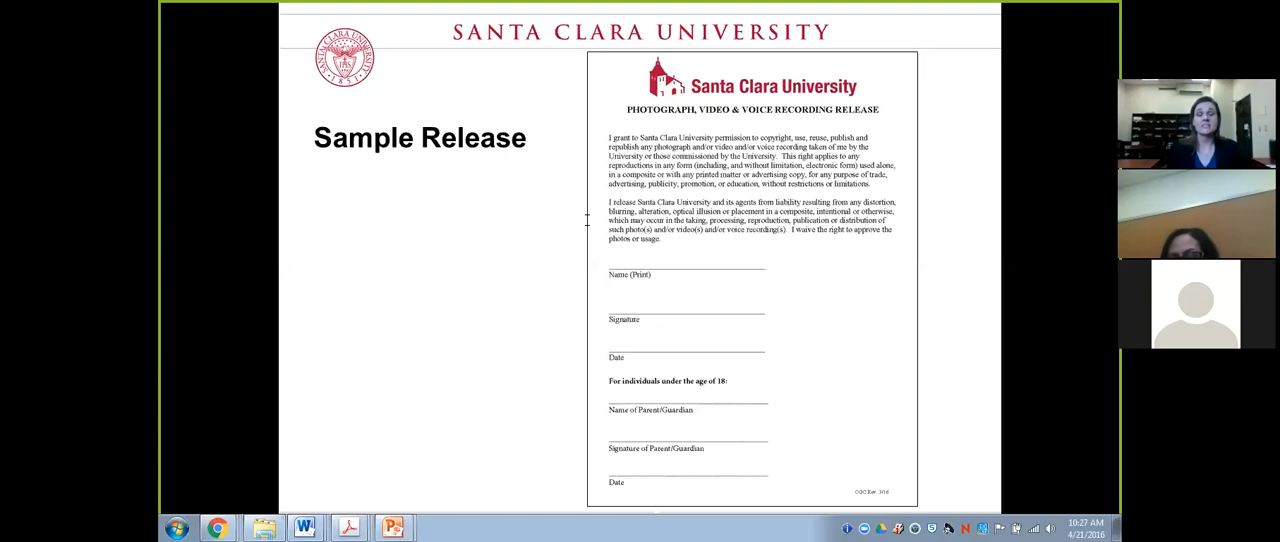 SANTA CLARA UNIVERSITY
SANTA CLARA UNIVERSITY
1851
Sample Release
Santa Clara University
PHOTOGRAPH, VIDEO & VOICE RECORDING RELEASE
I grant to Santa Clara University permission to copyright, use, reuse, publish and
republish any photograph and/or video and/or voice recording taken of me by the
University or those commissioned by the University. This right applies to any
reproductions in any form (including, and without limitation, electronic form) used alone,
in a composite or with any printed matter or advertising copy, for any purpose of trade,
advertising, publicity, promotion, or education, without restrictions or limitations.
I release Santa Clara University and its agents from liability resulting from any distortion,
blurring, alteration, optical illusion or placement in a composite, intentional or otherwise,
which may occur in the taking, processing, reproduction, publication or distribution of
such photo(s) and/or video(s) and/or voice recording(s). I waive the right to approve the
photos or usage.
Name (Print)
Signature
Date
For individuals under the age of 18:
Name of Parent/Guardian
Signature of Parent/Guardian
Date
OGC Rev. 3/16
10:27 AM
4/21/2016